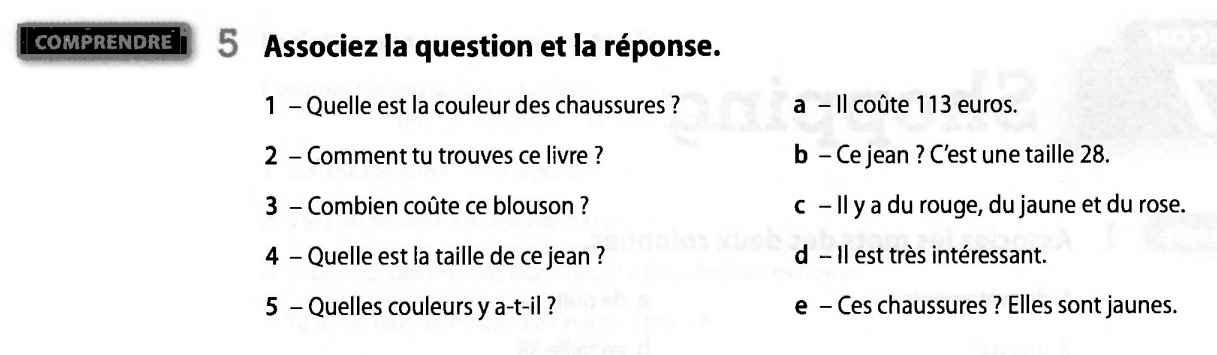 COMPRENDRE 5 Associez la question et la réponse.
1 – Quelle est la couleur des chaussures ? a – Il coûte 113 euros.
2 – Comment tu trouves ce livre ? b – Ce jean ? C'est une taille 28.
3 – Combien coûte ce blouson ? c – Il y a du rouge, du jaune et du rose.
4 – Quelle est la taille de ce jean ? d – Il est très intéressant.
5 – Quelles couleurs y a-t-il ? e – Ces chaussures ? Elles sont jaunes.